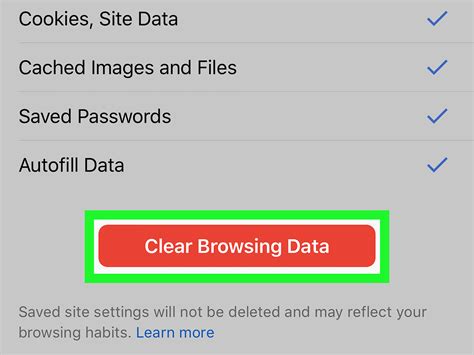 Cookies, Site Data
Cached Images and Files
Saved Passwords
Autofill Data
Clear Browsing Data
Saved site settings will not be deleted and may reflect your
browsing habits. Learn more